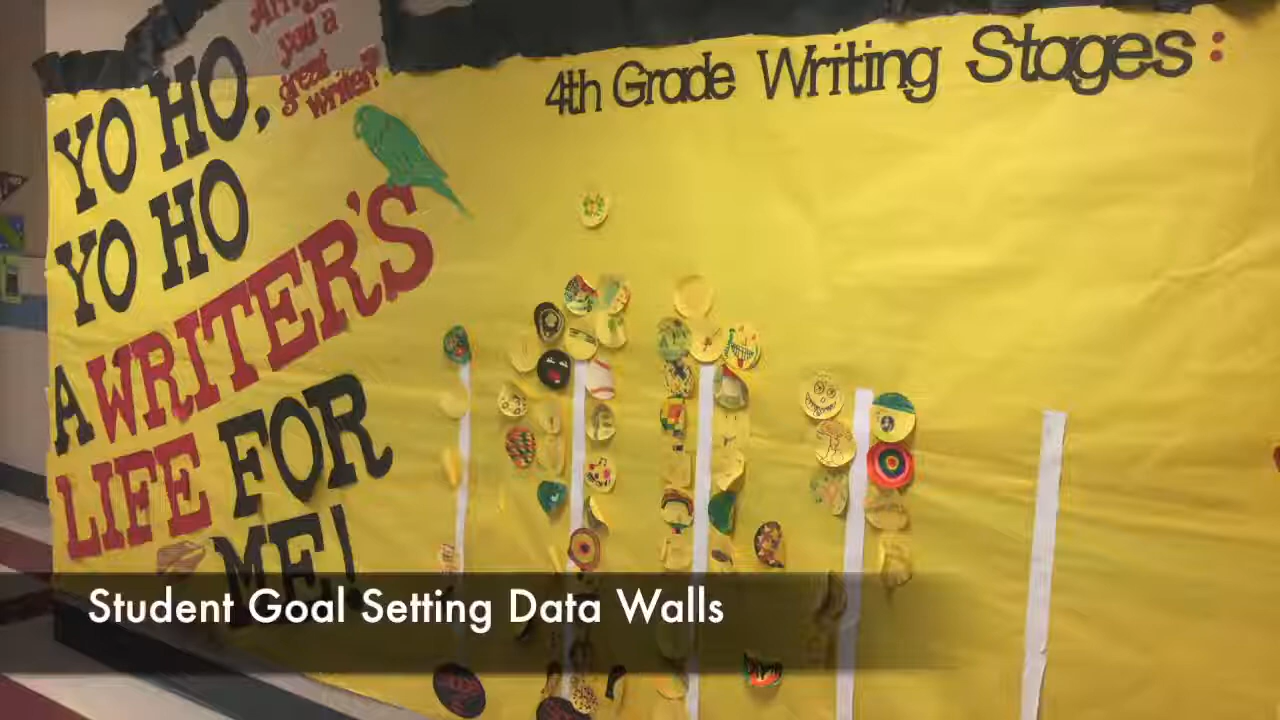 YO HO,
YO HO
A WRITER'S
LIFE FOR
ME!
you a
great
writer?
4th Grade Writing Stages:
Student Goal Setting Data Walls